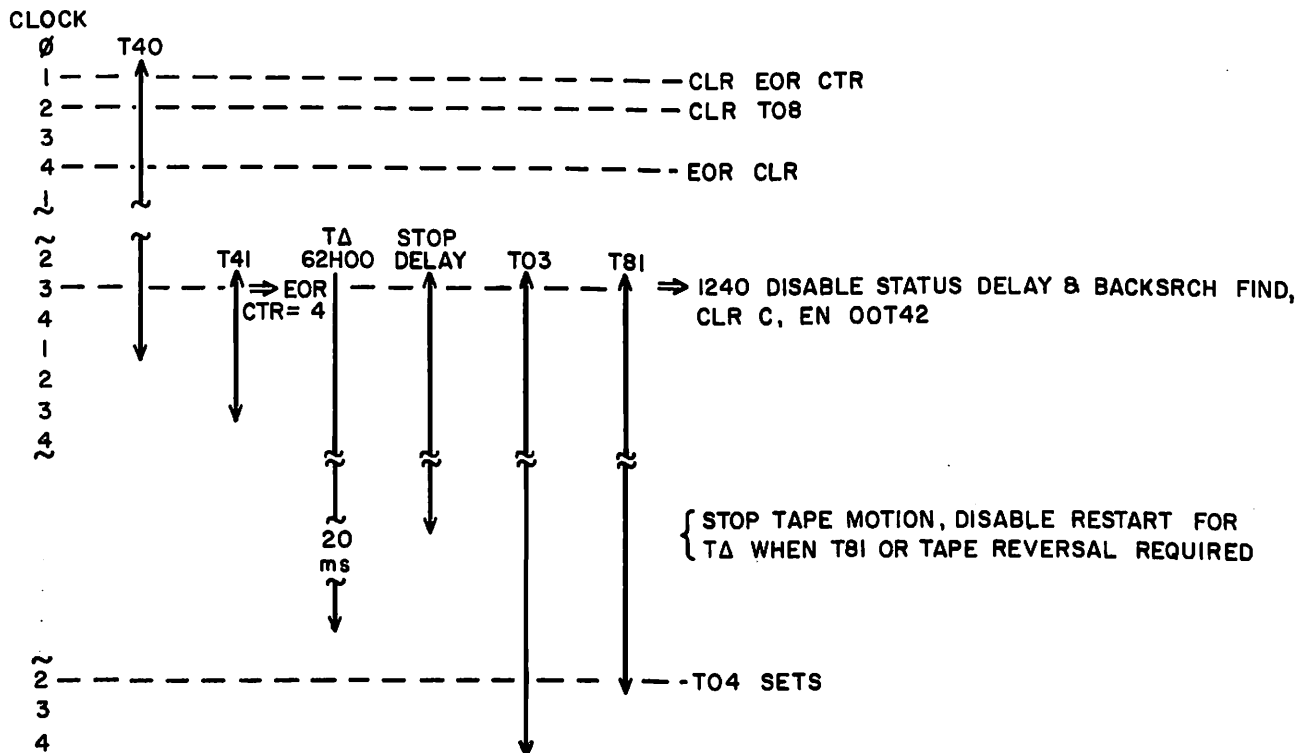 CLOCK
Ø T40
1 CLR EOR CTR
2 CLR T08
3
4 EOR CLR
1
2 T41 TΔ 62H00 STOP DELAY T03 T81
3 ⇒ EOR CTR= 4 ⇒ 1240 DISABLE STATUS DELAY & BACKSRCH FIND,
4 CLR C, EN 00T42
1
2
3
4
STOP TAPE MOTION, DISABLE RESTART FOR
TΔ WHEN T81 OR TAPE REVERSAL REQUIRED
20
ms
2 T04 SETS
3
4